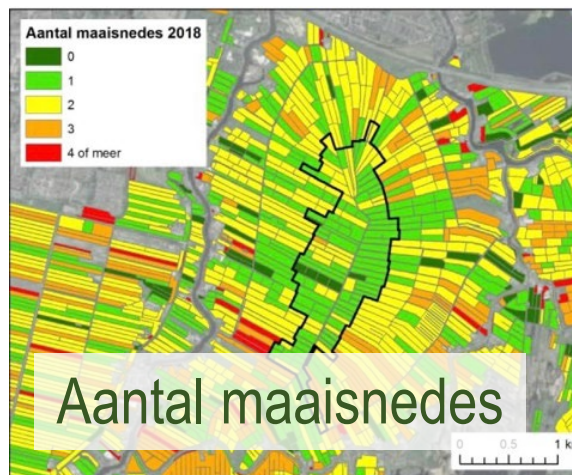 Aantal maaisnedes 2018
0
1
2
3
4 of meer
Aantal maaisnedes
0 0.5 1 k